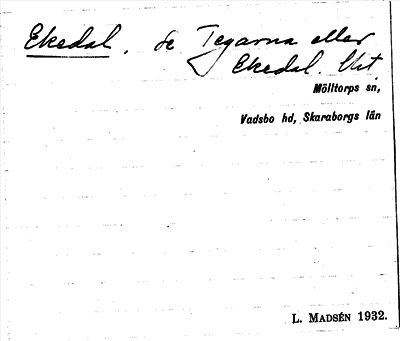 Ekedal, se Tegarna eller
Ekedal. Utt
Mölltorps sn,
Vadsbo hd, Skaraborgs län
L. MADSÉN 1932.